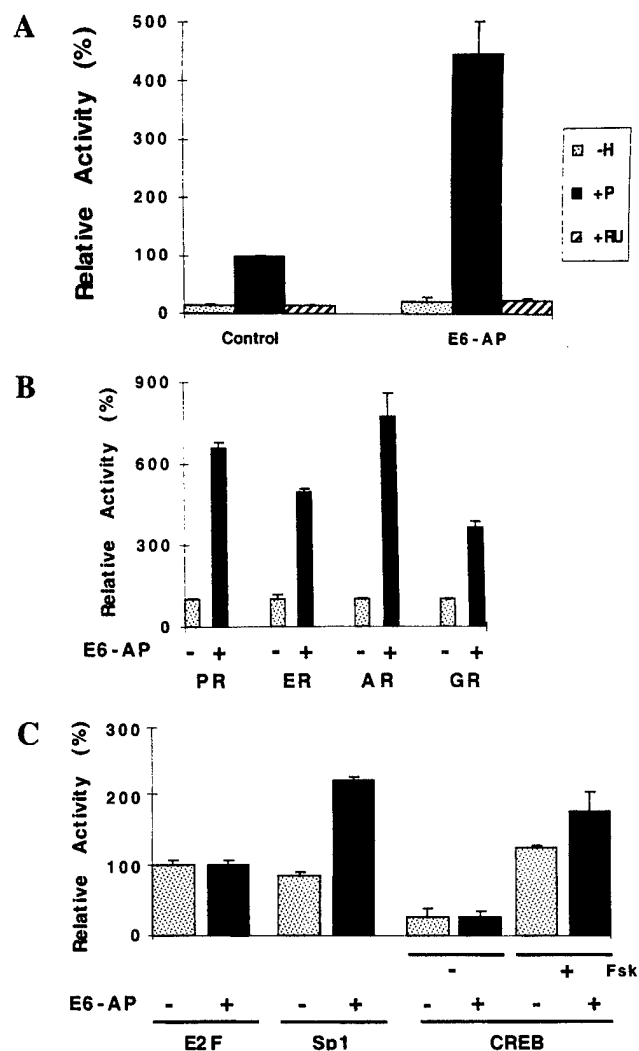 A
Relative Activity (%)
500
400
300
200
100
0
Control
E6-AP
-H
+P
+RU
B
Relative Activity (%)
900
600
300
0
E6-AP - + - + - + - +
PR ER AR GR
C
Relative Activity (%)
300
200
100
0
- + Fsk
E6-AP - + - + - + - +
E2F Sp1 CREB